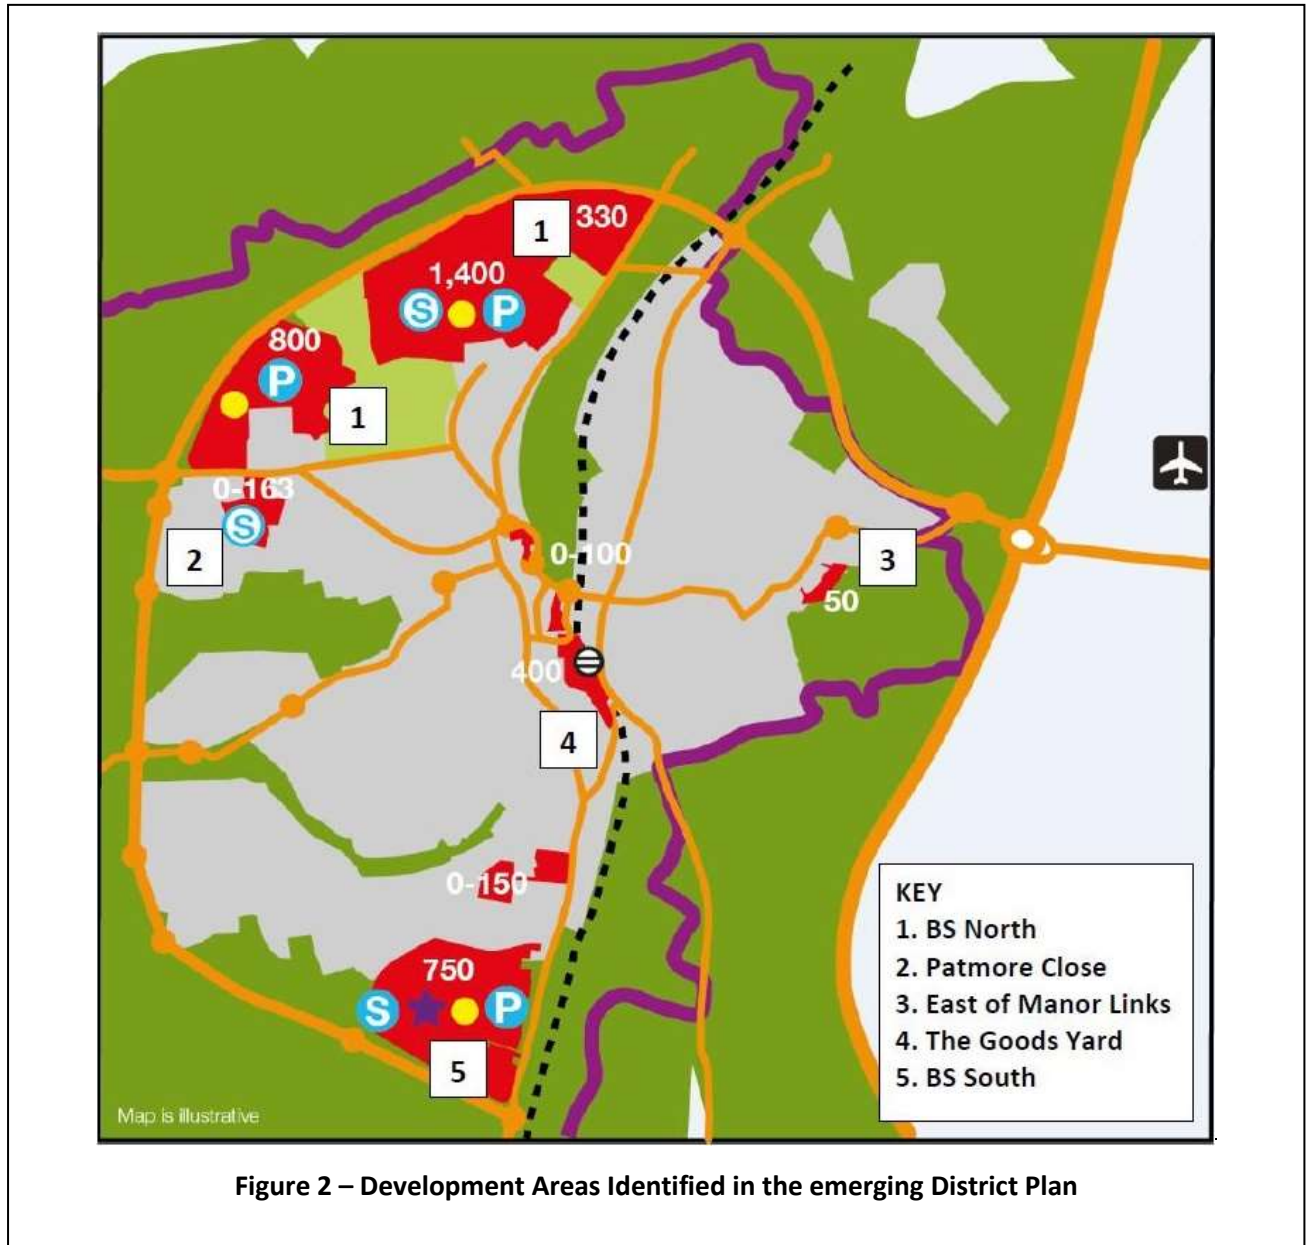 1
330
1,400
S
P
800
P
1
0-163
S
2
0-100
3
50
400
4
0-150
750
S
P
5
KEY
1. BS North
2. Patmore Close
3. East of Manor Links
4. The Goods Yard
5. BS South
Map is illustrative
Figure 2 – Development Areas Identified in the emerging District Plan